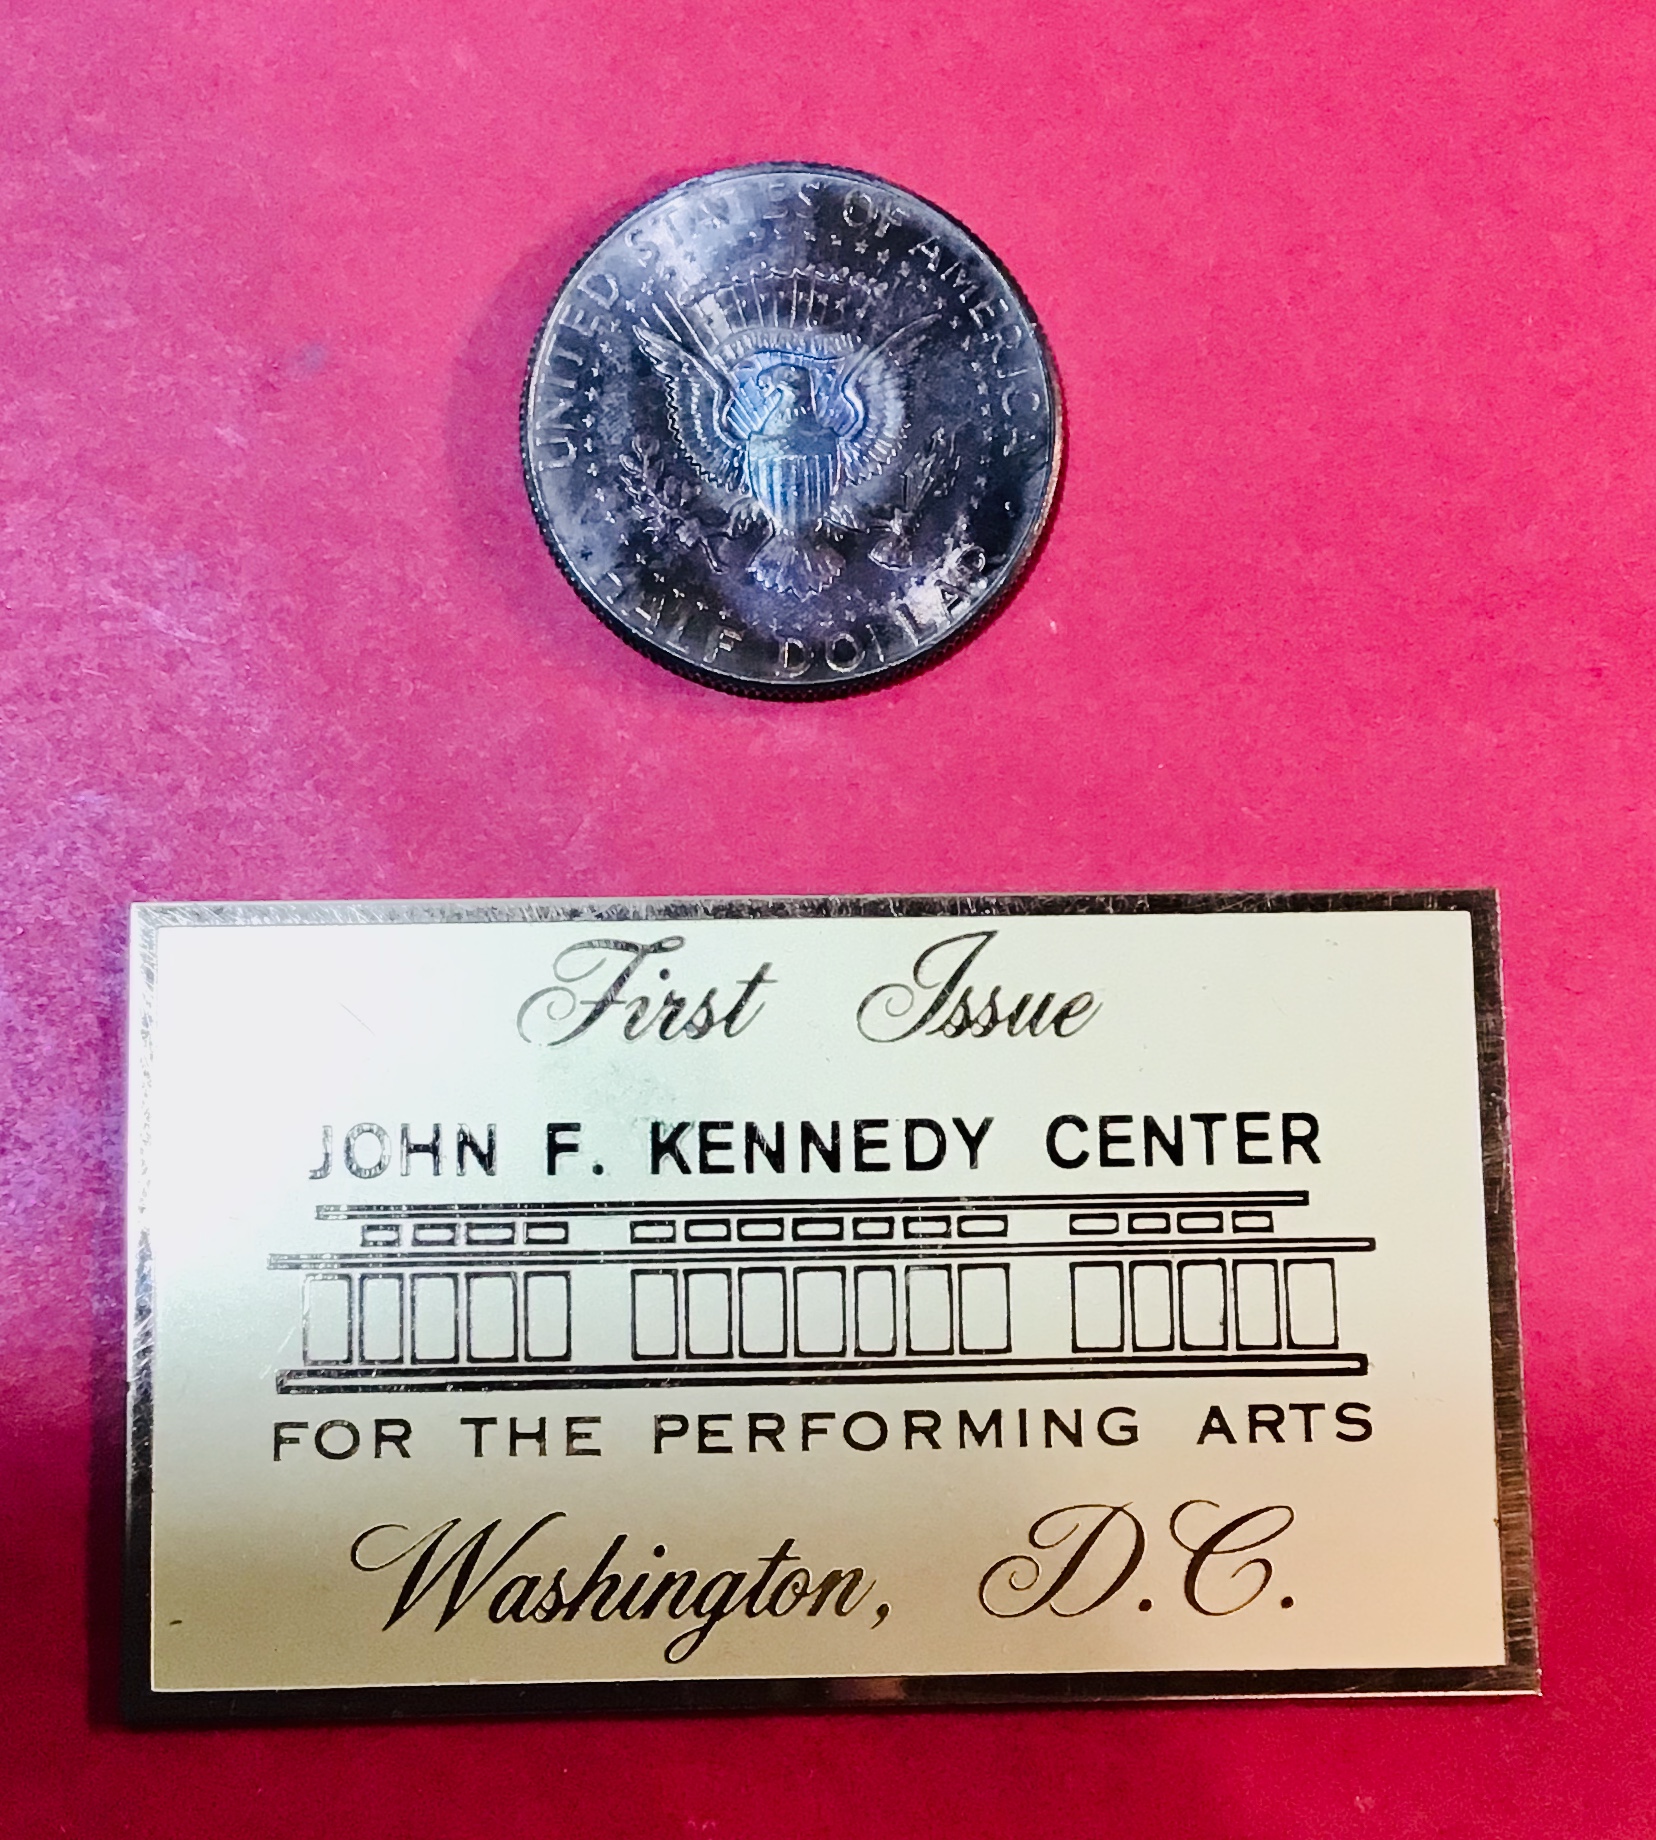 UNITED STATES OF AMERICA
HALF DOLLAR
First Issue
JOHN F. KENNEDY CENTER
FOR THE PERFORMING ARTS
Washington, D.C.